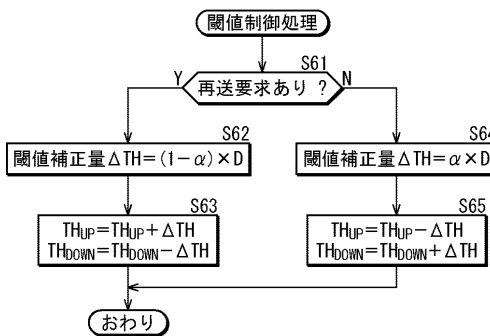 閾値制御処理
S61
再送要求あり ?
Y
N
S62
閾値補正量ΔTH=(1-α)×D
S64
閾値補正量ΔTH=α×D
S63
THUP=THUP+ΔTH
THDOWN=THDOWN-ΔTH
S65
THUP=THUP-ΔTH
THDOWN=THDOWN+ΔTH
おわり